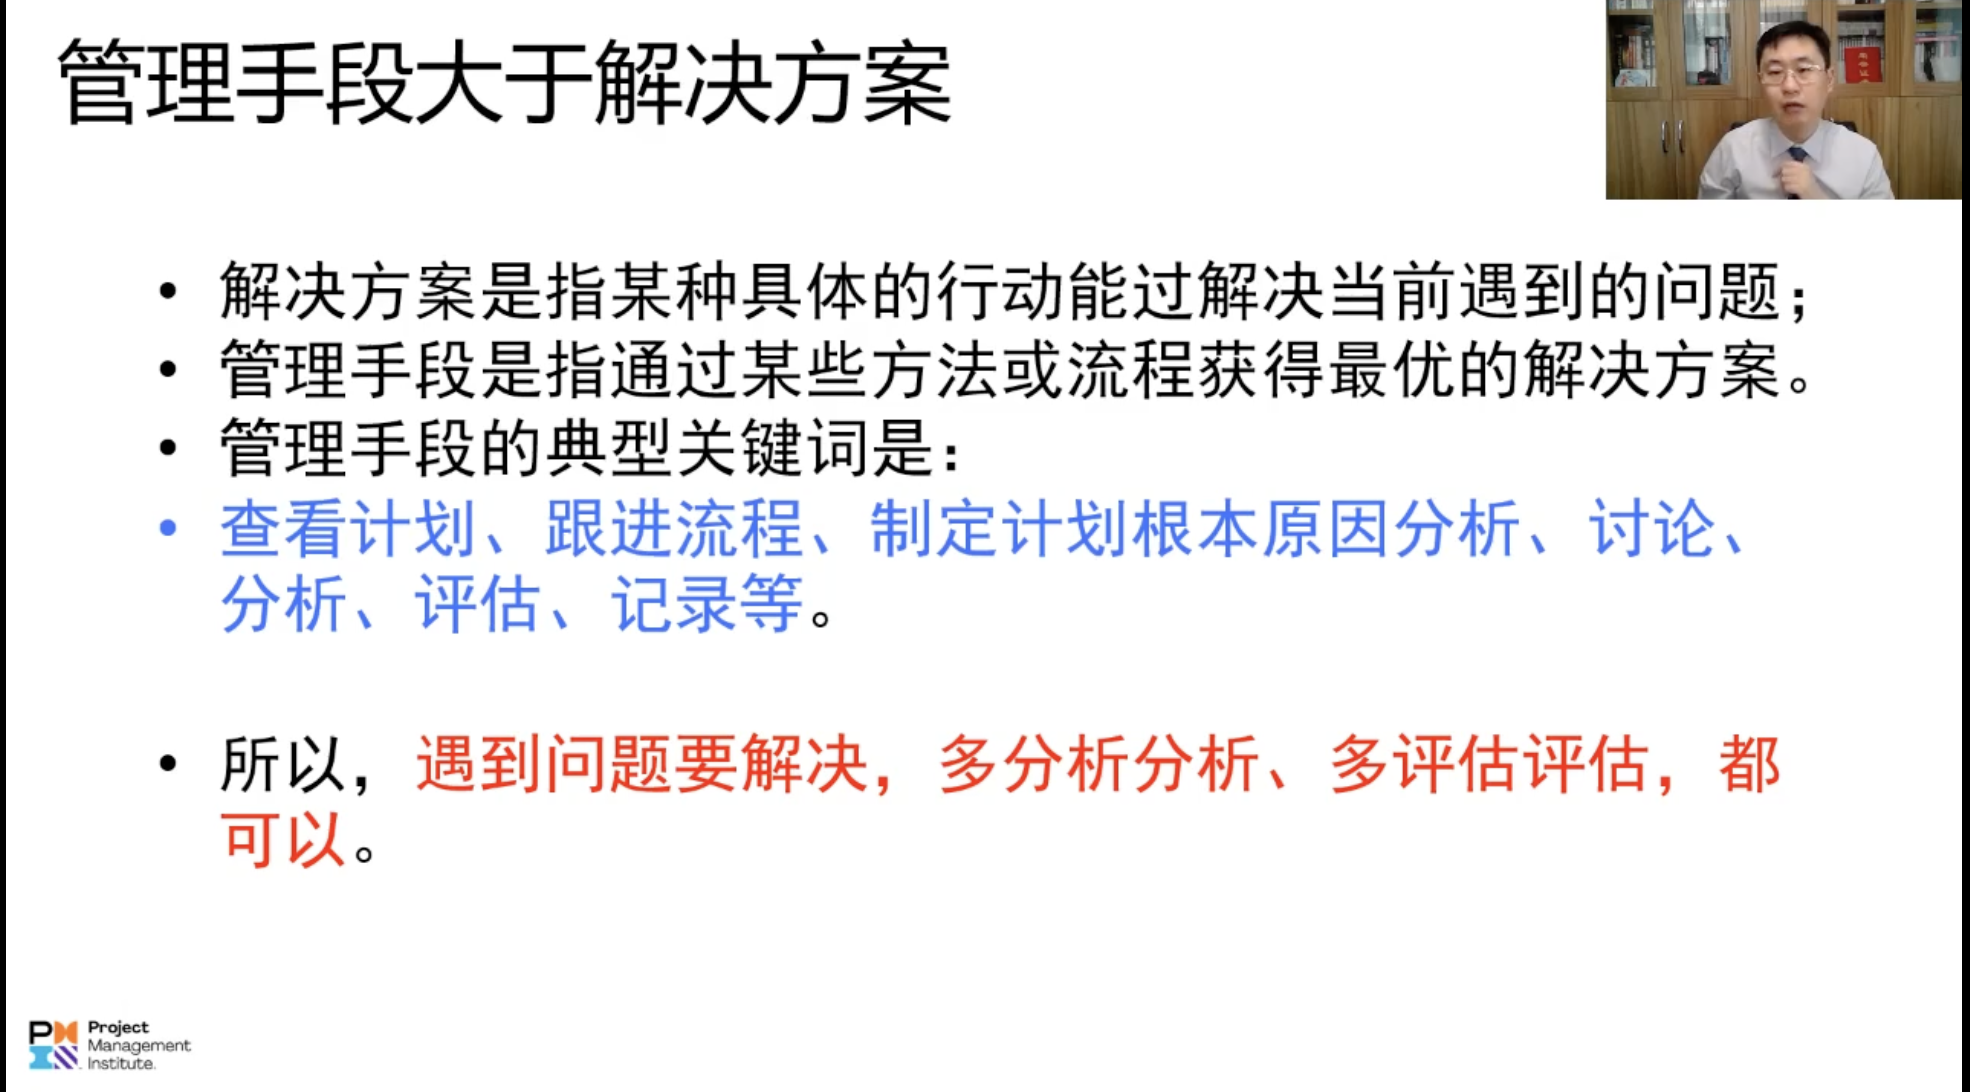 管理手段大于解决方案
• 解决方案是指某种具体的行动能过解决当前遇到的问题；
• 管理手段是指通过某些方法或流程获得最优的解决方案。
• 管理手段的典型关键词是：
• 查看计划、跟进流程、制定计划根本原因分析、讨论、
分析、评估、记录等。
• 所以，遇到问题要解决，多分析分析、多评估评估，都
可以。
Project
Management
Institute.